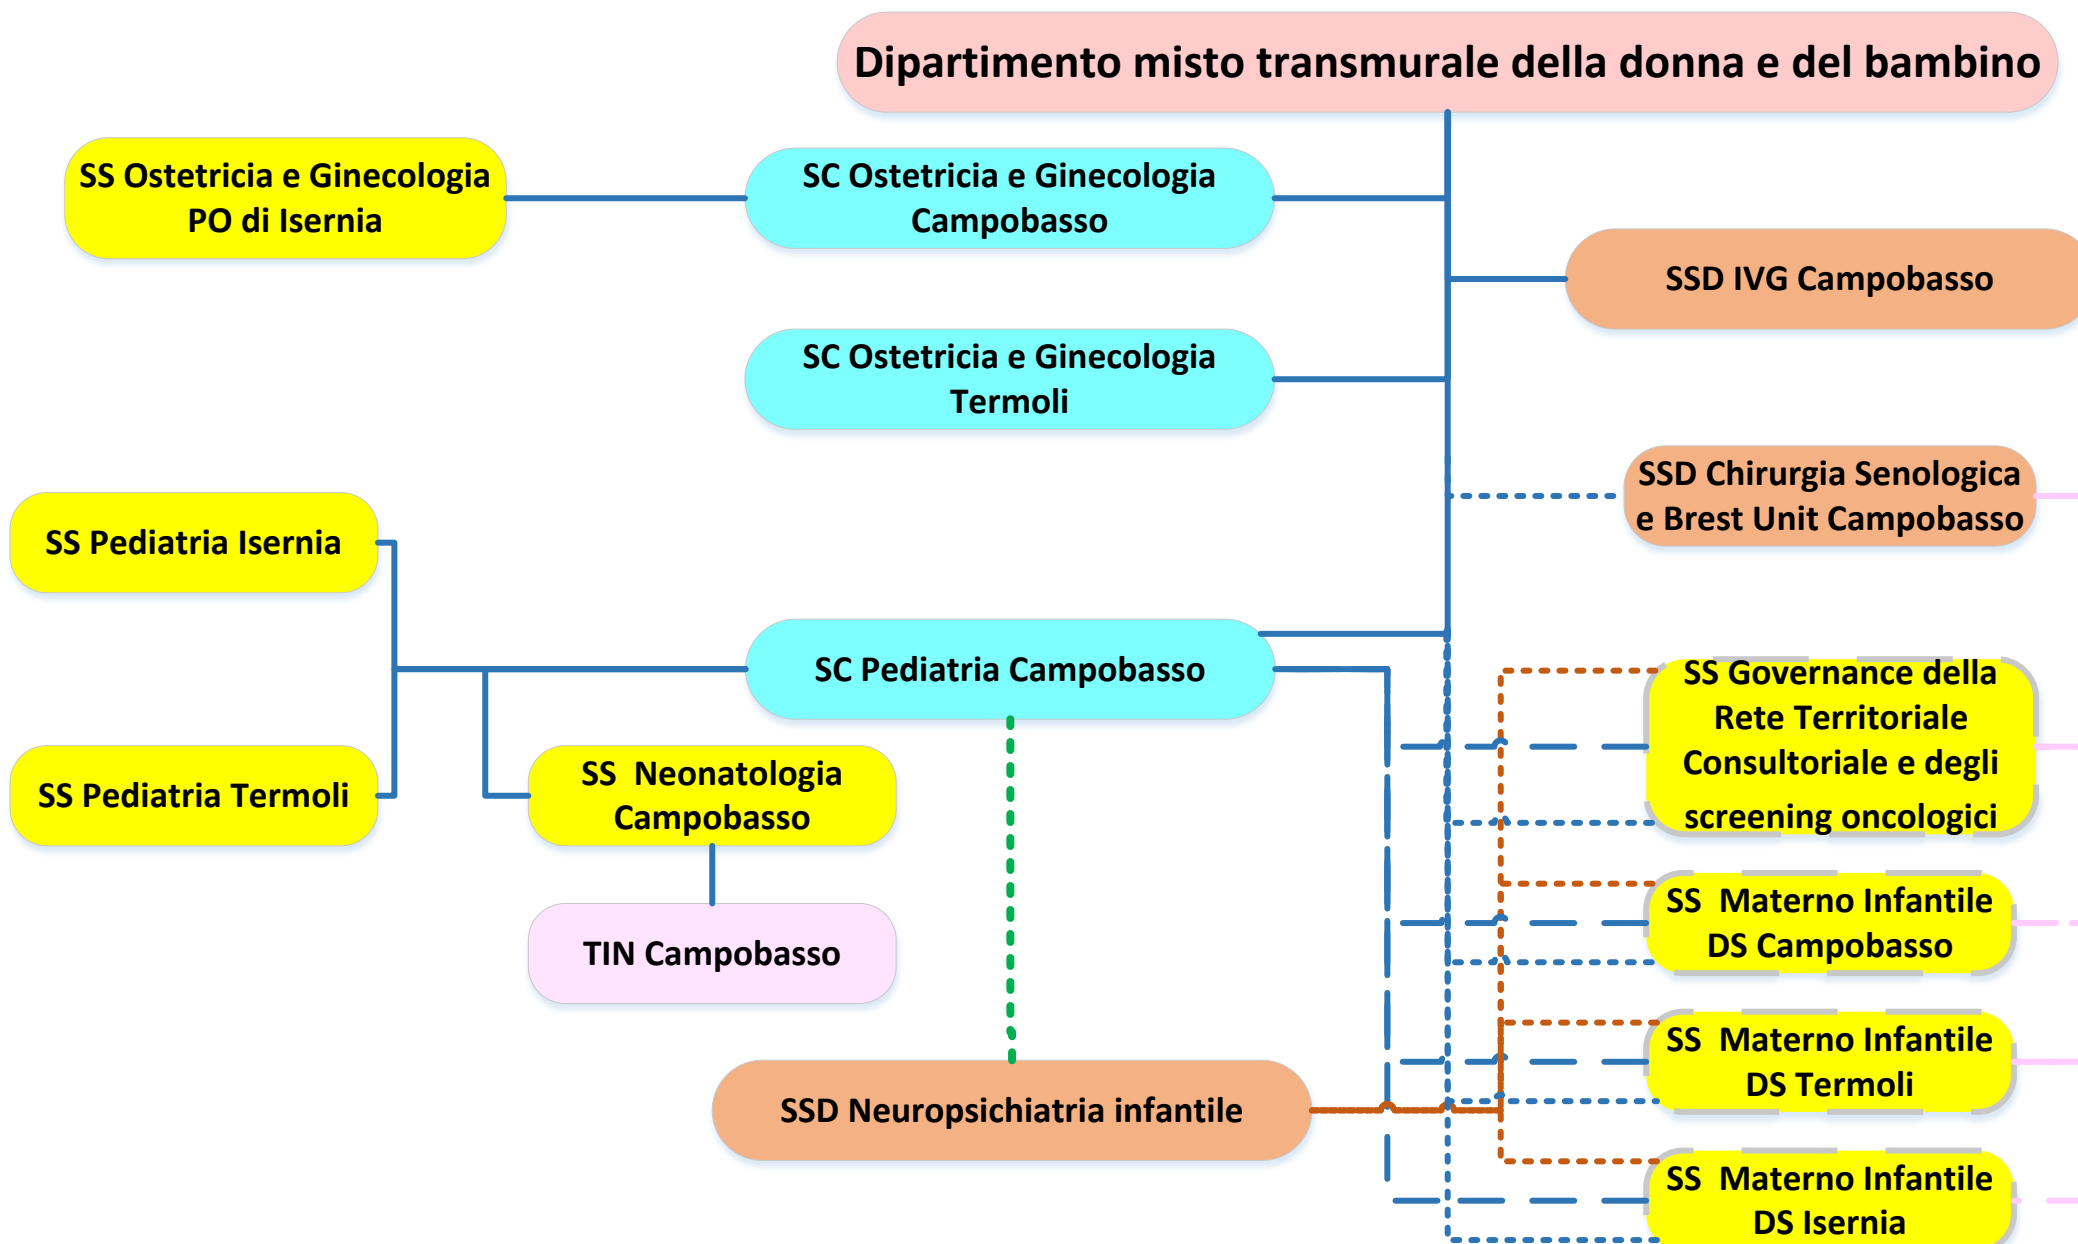 Dipartimento misto transmurale della donna e del bambino
SS Ostetricia e Ginecologia
PO di Isernia
SC Ostetricia e Ginecologia
Campobasso
SSD IVG Campobasso
SC Ostetricia e Ginecologia
Termoli
SSD Chirurgia Senologica
e Brest Unit Campobasso
SS Pediatria Isernia
SC Pediatria Campobasso
SS Governance della
Rete Territoriale
Consultoriale e degli
screening oncologici
SS Pediatria Termoli
SS Neonatologia
Campobasso
TIN Campobasso
SS Materno Infantile
DS Campobasso
SS Materno Infantile
DS Termoli
SSD Neuropsichiatria infantile
SS Materno Infantile
DS Isernia